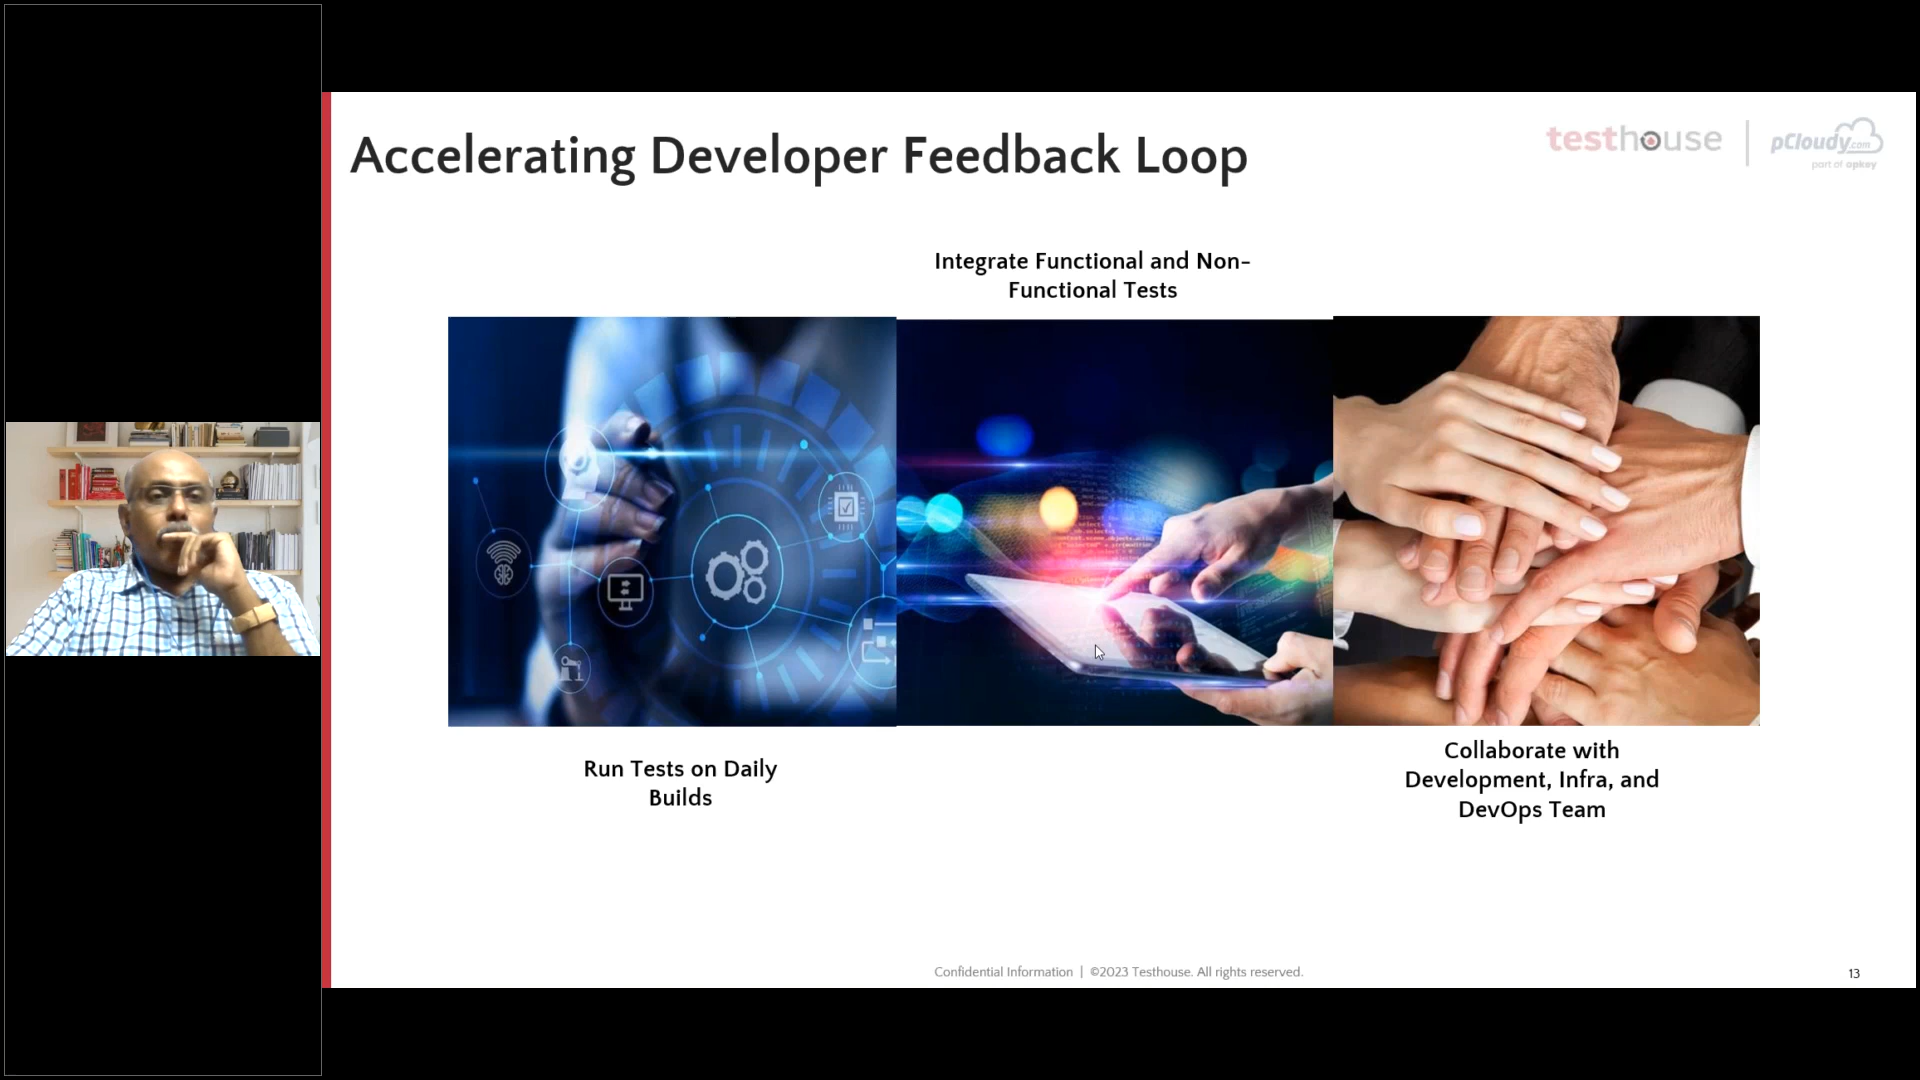 Accelerating Developer Feedback Loop
testhouse
pCloudy.com
part of opkey
Integrate Functional and Non-
Functional Tests
Run Tests on Daily
Builds
Collaborate with
Development, Infra, and
DevOps Team
Confidential Information | ©2023 Testhouse. All rights reserved.
13